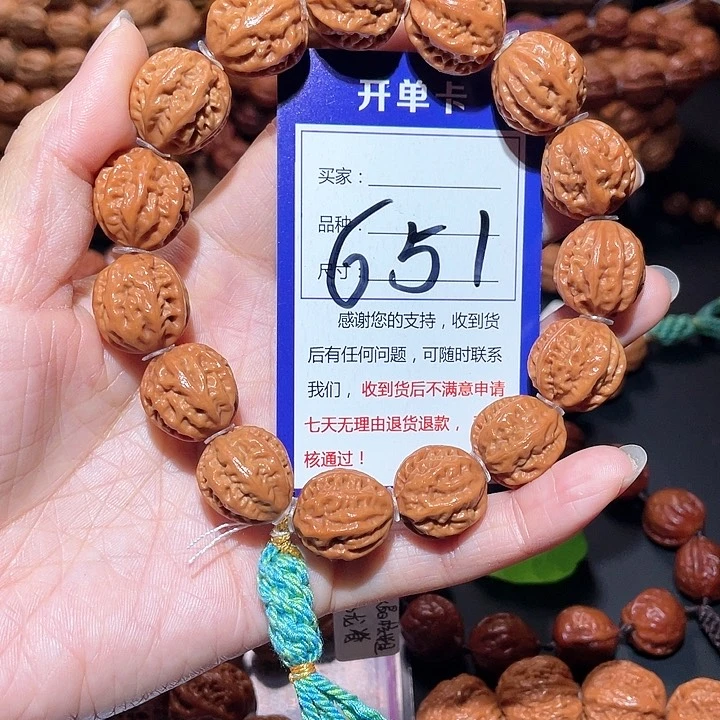 开单卡
买家：
品种：
尺寸：
651
感谢您的支持，收到货
后有任何问题，可随时联系
我们，收到货后不满意申请
七天无理由退货退款，
核通过！